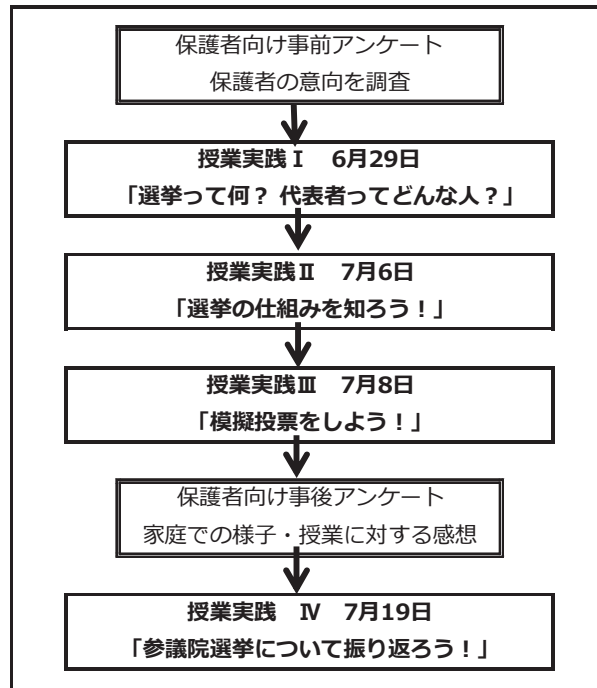 保護者向け事前アンケート
保護者の意向を調査
授業実践Ⅰ　6月29日
「選挙って何？ 代表者ってどんな人？」
授業実践Ⅱ　7月6日
「選挙の仕組みを知ろう！」
授業実践Ⅲ　7月8日
「模擬投票をしよう！」
保護者向け事後アンケート
家庭での様子・授業に対する感想
授業実践　Ⅳ　7月19日
「参議院選挙について振り返ろう！」